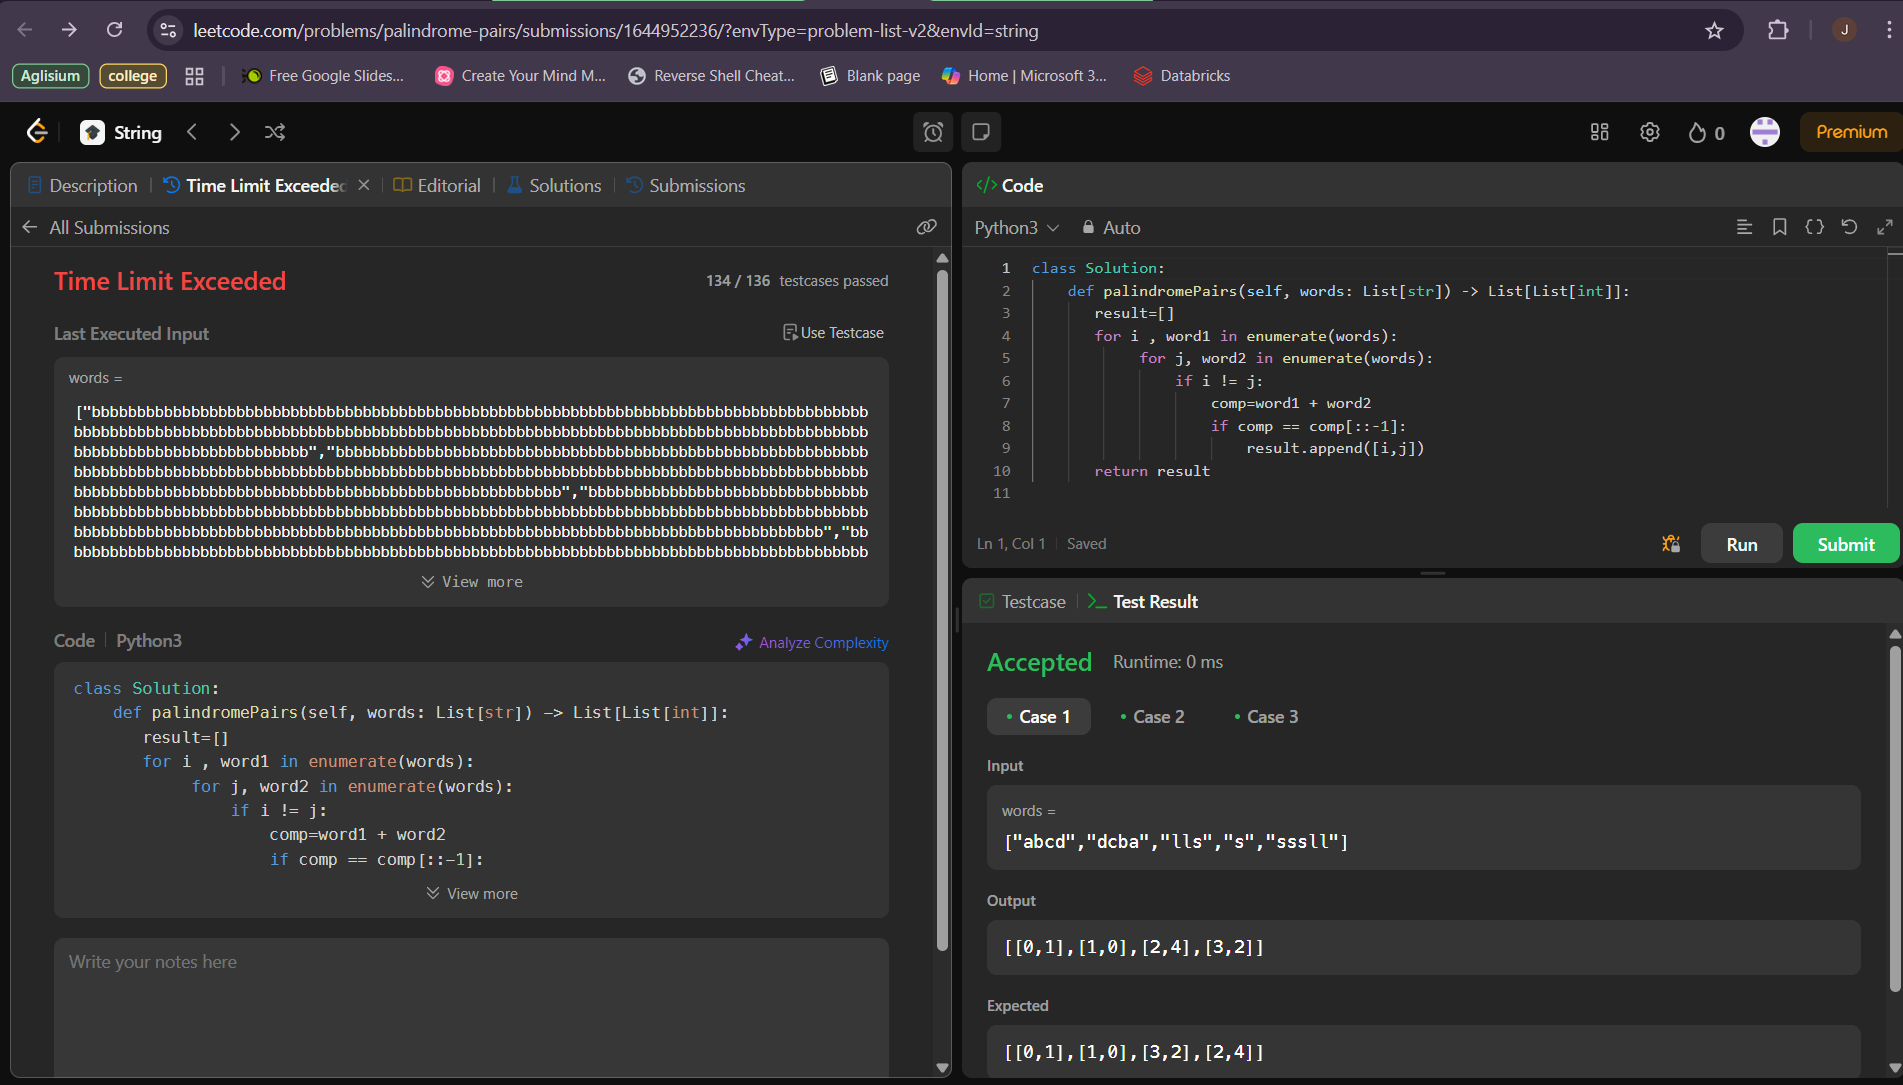 leetcode.com/problems/palindrome-pairs/submissions/1644952236/?envType=problem-list-v2&envId=string
J
Aglisium
college
Free Google Slides...
Create Your Mind M...
Reverse Shell Cheat...
Blank page
Home | Microsoft 3...
Databricks
String
0
Premium
Description
Time Limit Exceeded
Editorial
Solutions
Submissions
All Submissions
Time Limit Exceeded
134 / 136 testcases passed
Last Executed Input
Use Testcase
words =
View more
Code | Python3
Analyze Complexity
class Solution:
def palindromePairs(self, words: List[str]) -> List[List[int]]:
result=[]
for i , word1 in enumerate(words):
for j, word2 in enumerate(words):
if i != j:
comp=word1 + word2
if comp == comp[::-1]:
View more
Write your notes here
</> Code
Python3
Auto
1 class Solution:
2 def palindromePairs(self, words: List[str]) -> List[List[int]]:
3 result=[]
4 for i , word1 in enumerate(words):
5 for j, word2 in enumerate(words):
6 if i != j:
7 comp=word1 + word2
8 if comp == comp[::-1]:
9 result.append([i,j])
10 return result
11
Ln 1, Col 1 | Saved
Run
Submit
Testcase
Test Result
Accepted Runtime: 0 ms
• Case 1 • Case 2 • Case 3
Input
words =
["abcd","dcba","lls","s","sssll"]
Output
[[0,1],[1,0],[2,4],[3,2]]
Expected
[[0,1],[1,0],[3,2],[2,4]]